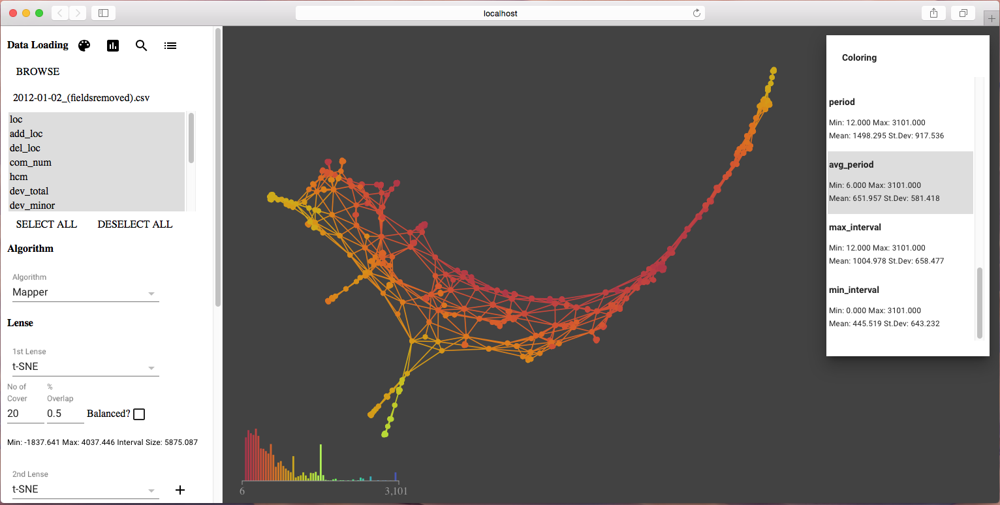 localhost
Data Loading
BROWSE
2012-01-02_(fieldsremoved).csv
loc
add_loc
del_loc
com_num
hcm
dev_total
dev_minor
SELECT ALL DESELECT ALL
Algorithm
Algorithm
Mapper
Lense
1st Lense
t-SNE
No of %
Cover Overlap
20 0.5 Balanced?
Min: -1837.641 Max: 4037.446 Interval Size: 5875.087
2nd Lense
t-SNE
6 3,101
Coloring
period
Min: 12.000 Max: 3101.000
Mean: 1498.295 St.Dev: 917.536
avg_period
Min: 6.000 Max: 3101.000
Mean: 651.957 St.Dev: 581.418
max_interval
Min: 12.000 Max: 3101.000
Mean: 1004.978 St.Dev: 658.477
min_interval
Min: 0.000 Max: 3101.000
Mean: 445.519 St.Dev: 643.232